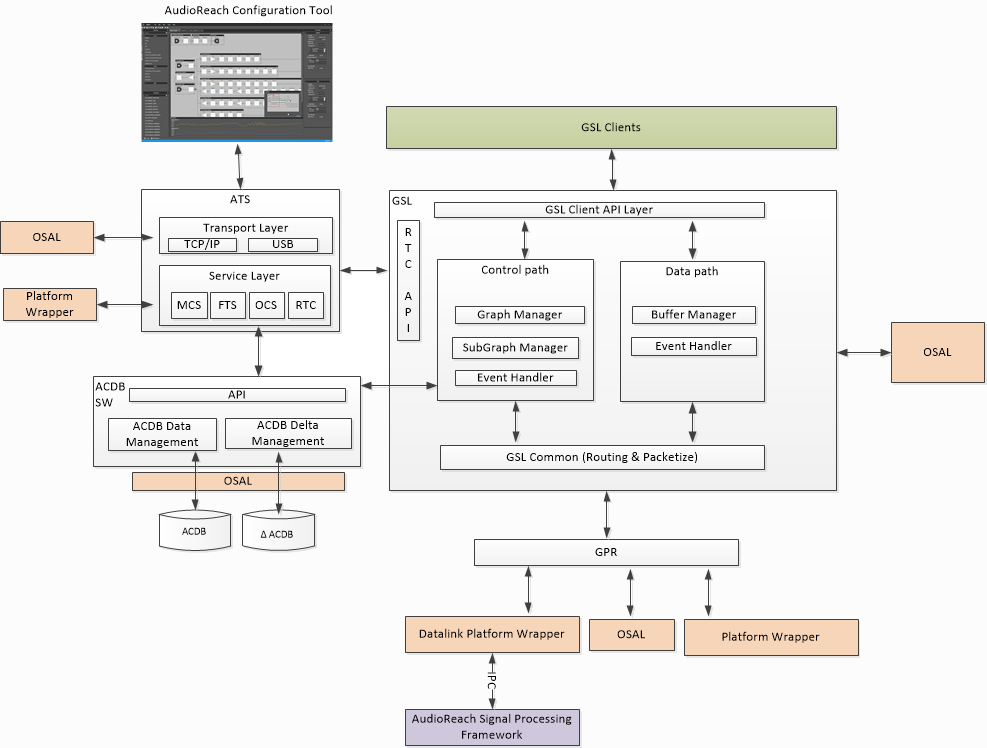 AudioReach Configuration Tool
GSL Clients
ATS
Transport Layer
TCP/IP
USB
Service Layer
MCS
FTS
OCS
RTC
OSAL
Platform
Wrapper
GSL
GSL Client API Layer
R
T
C
A
P
I
Control path
Graph Manager
SubGraph Manager
Event Handler
Data path
Buffer Manager
Event Handler
GSL Common (Routing & Packetize)
OSAL
ACDB
SW
API
ACDB Data
Management
ACDB Delta
Management
OSAL
ACDB
Δ ACDB
GPR
Datalink Platform Wrapper
OSAL
Platform Wrapper
IPC
AudioReach Signal Processing
Framework